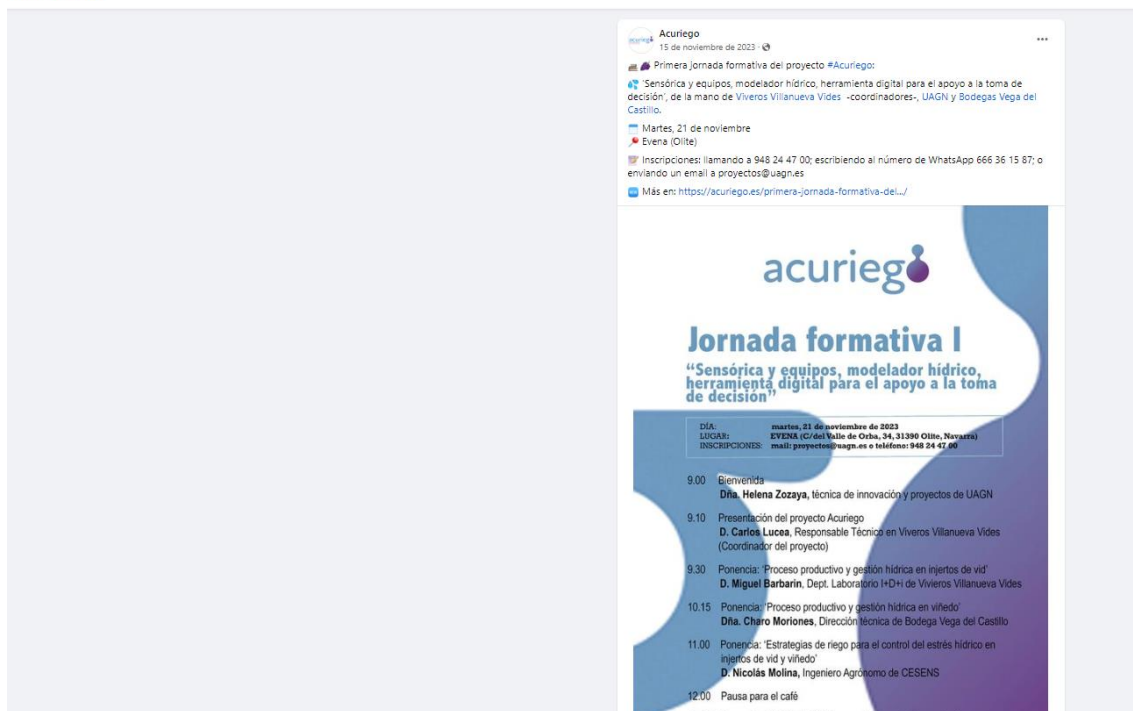 Acuriego
15 de noviembre de 2023 ·
Primera jornada formativa del proyecto #Acuriego:
'Sensórica y equipos, modelador hídrico, herramienta digital para el apoyo a la toma de
decisión', de la mano de Viveros Villanueva Vides -coordinadores-, UAGN y Bodegas Vega del
Castillo.
Martes, 21 de noviembre
Evena (Olite)
Inscripciones: llamando a 948 24 47 00; escribiendo al número de WhatsApp 666 36 15 87; o
enviando un email a proyectos@uagn.es
Más en: https://acuriego.es/primera-jornada-formativa-del.../
acuriego
Jornada formativa I
“Sensórica y equipos, modelador hídrico,
herramienta digital para el apoyo a la toma
de decisión”
DÍA: martes, 21 de noviembre de 2023
LUGAR: EVENA (C/del Valle de Orba, 34, 31390 Olite, Navarra)
INSCRIPCIONES: mail: proyectos@uagn.es o teléfono: 948 24 47 00
9.00 Bienvenida
Dña. Helena Zozaya, técnica de innovación y proyectos de UAGN
9.10 Presentación del proyecto Acuriego
D. Carlos Lucea, Responsable Técnico en Viveros Villanueva Vides
(Coordinador del proyecto)
9.30 Ponencia: ‘Proceso productivo y gestión hídrica en injertos de vid’
D. Miguel Barbarin, Dept. Laboratorio I+D+i de Vivieros Villanueva Vides
10.15 Ponencia: ‘Proceso productivo y gestión hídrica en viñedo’
Dña. Charo Moriones, Dirección técnica de Bodega Vega del Castillo
11.00 Ponencia: ‘Estrategias de riego para el control del estrés hídrico en
injertos de vid y viñedo’
D. Nicolás Molina, Ingeniero Agrónomo de CESENS
12.00 Pausa para el café